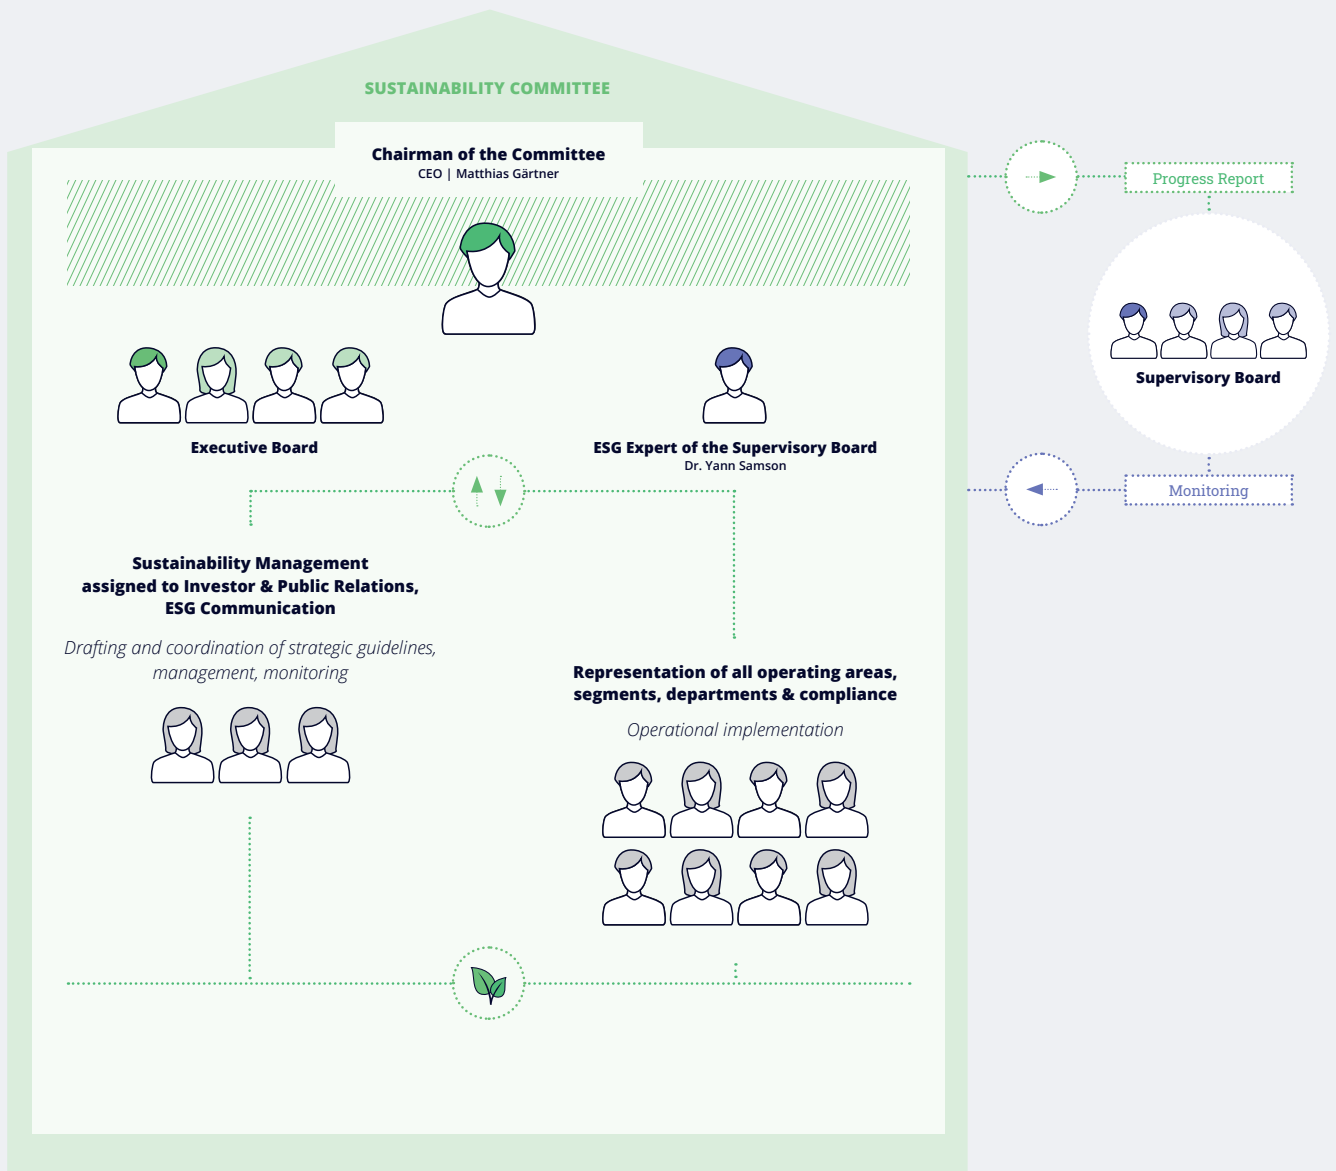 SUSTAINABILITY COMMITTEE
Chairman of the Committee
CEO | Matthias Gärtner
Progress Report
Supervisory Board
Executive Board
ESG Expert of the Supervisory Board
Dr. Yann Samson
Monitoring
Sustainability Management
assigned to Investor & Public Relations,
ESG Communication
Drafting and coordination of strategic guidelines,
management, monitoring
Representation of all operating areas,
segments, departments & compliance
Operational implementation